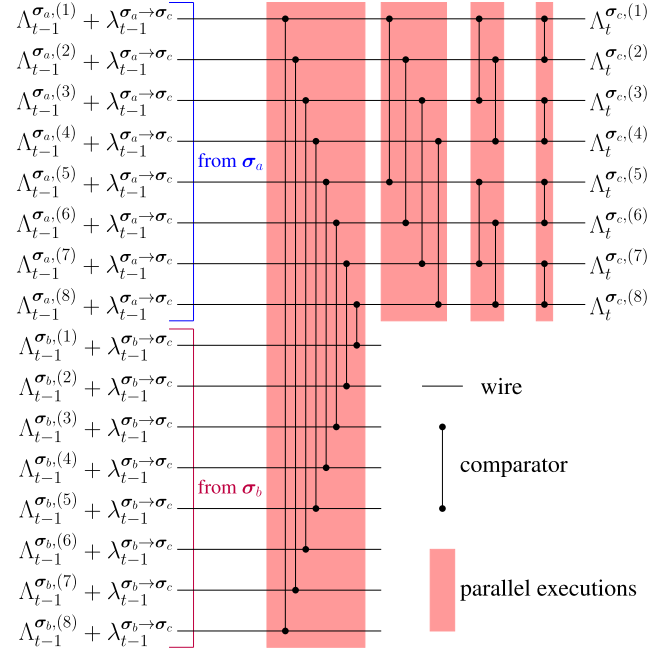 Λ_{t−1}^{σ_a,(1)} + λ_{t−1}^{σ_a→σ_c} Λ_t^{σ_c,(1)}
Λ_{t−1}^{σ_a,(2)} + λ_{t−1}^{σ_a→σ_c} Λ_t^{σ_c,(2)}
Λ_{t−1}^{σ_a,(3)} + λ_{t−1}^{σ_a→σ_c} Λ_t^{σ_c,(3)}
Λ_{t−1}^{σ_a,(4)} + λ_{t−1}^{σ_a→σ_c} Λ_t^{σ_c,(4)}
from σ_a
Λ_{t−1}^{σ_a,(5)} + λ_{t−1}^{σ_a→σ_c} Λ_t^{σ_c,(5)}
Λ_{t−1}^{σ_a,(6)} + λ_{t−1}^{σ_a→σ_c} Λ_t^{σ_c,(6)}
Λ_{t−1}^{σ_a,(7)} + λ_{t−1}^{σ_a→σ_c} Λ_t^{σ_c,(7)}
Λ_{t−1}^{σ_a,(8)} + λ_{t−1}^{σ_a→σ_c} Λ_t^{σ_c,(8)}
Λ_{t−1}^{σ_b,(1)} + λ_{t−1}^{σ_b→σ_c}
Λ_{t−1}^{σ_b,(2)} + λ_{t−1}^{σ_b→σ_c}
wire
Λ_{t−1}^{σ_b,(3)} + λ_{t−1}^{σ_b→σ_c}
Λ_{t−1}^{σ_b,(4)} + λ_{t−1}^{σ_b→σ_c}
comparator
from σ_b
Λ_{t−1}^{σ_b,(5)} + λ_{t−1}^{σ_b→σ_c}
Λ_{t−1}^{σ_b,(6)} + λ_{t−1}^{σ_b→σ_c}
Λ_{t−1}^{σ_b,(7)} + λ_{t−1}^{σ_b→σ_c}
parallel executions
Λ_{t−1}^{σ_b,(8)} + λ_{t−1}^{σ_b→σ_c}